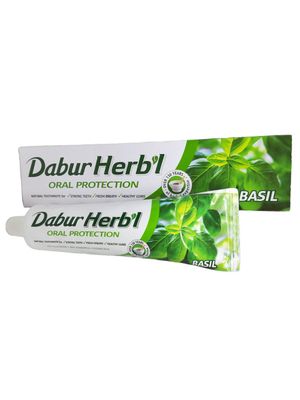 Dabur Herb'l
ORAL PROTECTION
NATURAL TOOTHPASTE for ✓ STRONG TEETH ✓ FRESH BREATH ✓ HEALTHY GUMS
BASIL
Dabur Herb'l
ORAL PROTECTION
NATURAL TOOTHPASTE for ✓ STRONG TEETH ✓ FRESH BREATH ✓ HEALTHY GUMS
BASIL